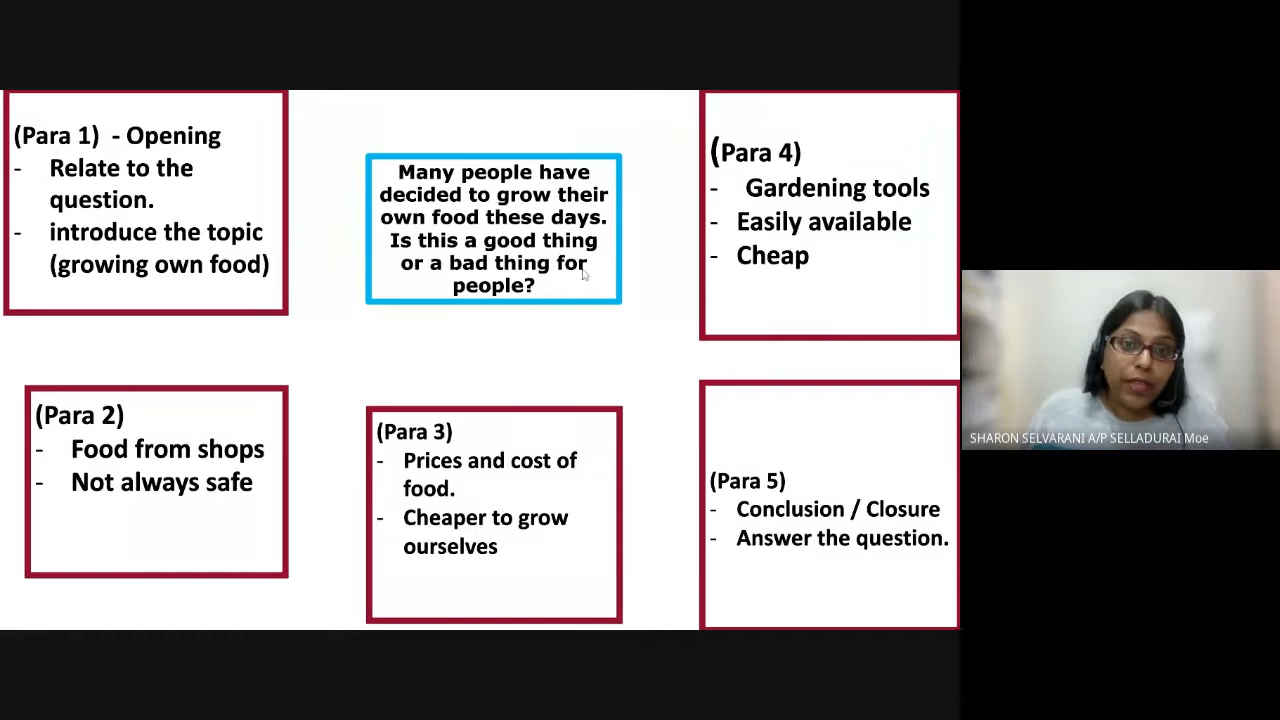 (Para 1)  - Opening
- Relate to the
question.
- introduce the topic
(growing own food)
Many people have
decided to grow their
own food these days.
Is this a good thing
or a bad thing for
people?
(Para 2)
- Food from shops
- Not always safe
(Para 3)
- Prices and cost of
food.
- Cheaper to grow
ourselves
(Para 4)
- Gardening tools
- Easily available
- Cheap
(Para 5)
- Conclusion / Closure
- Answer the question.
SHARON SELVARANI A/P SELLADURAI Moe